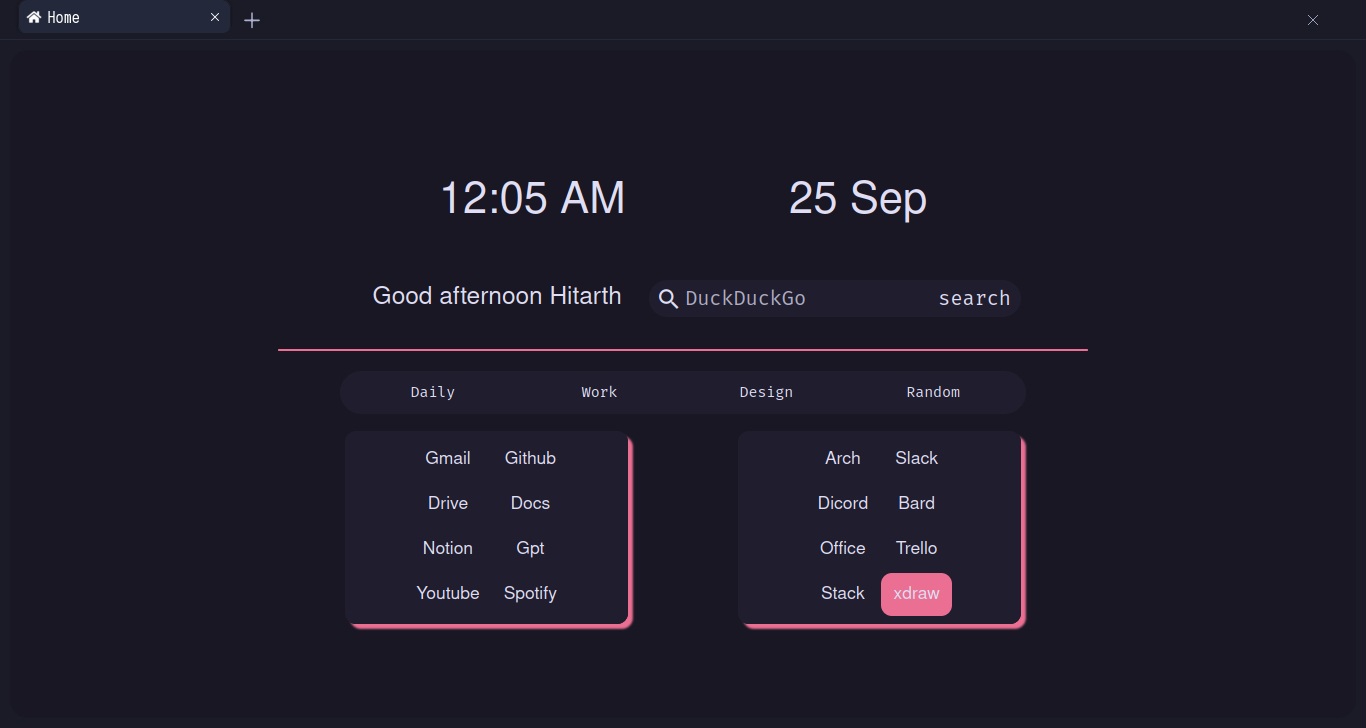 Home
12:05 AM
25 Sep
Good afternoon Hitarth
DuckDuckGo
search
Daily Work Design Random
Gmail Github
Drive Docs
Notion Gpt
Youtube Spotify
Arch Slack
Dicord Bard
Office Trello
Stack xdraw